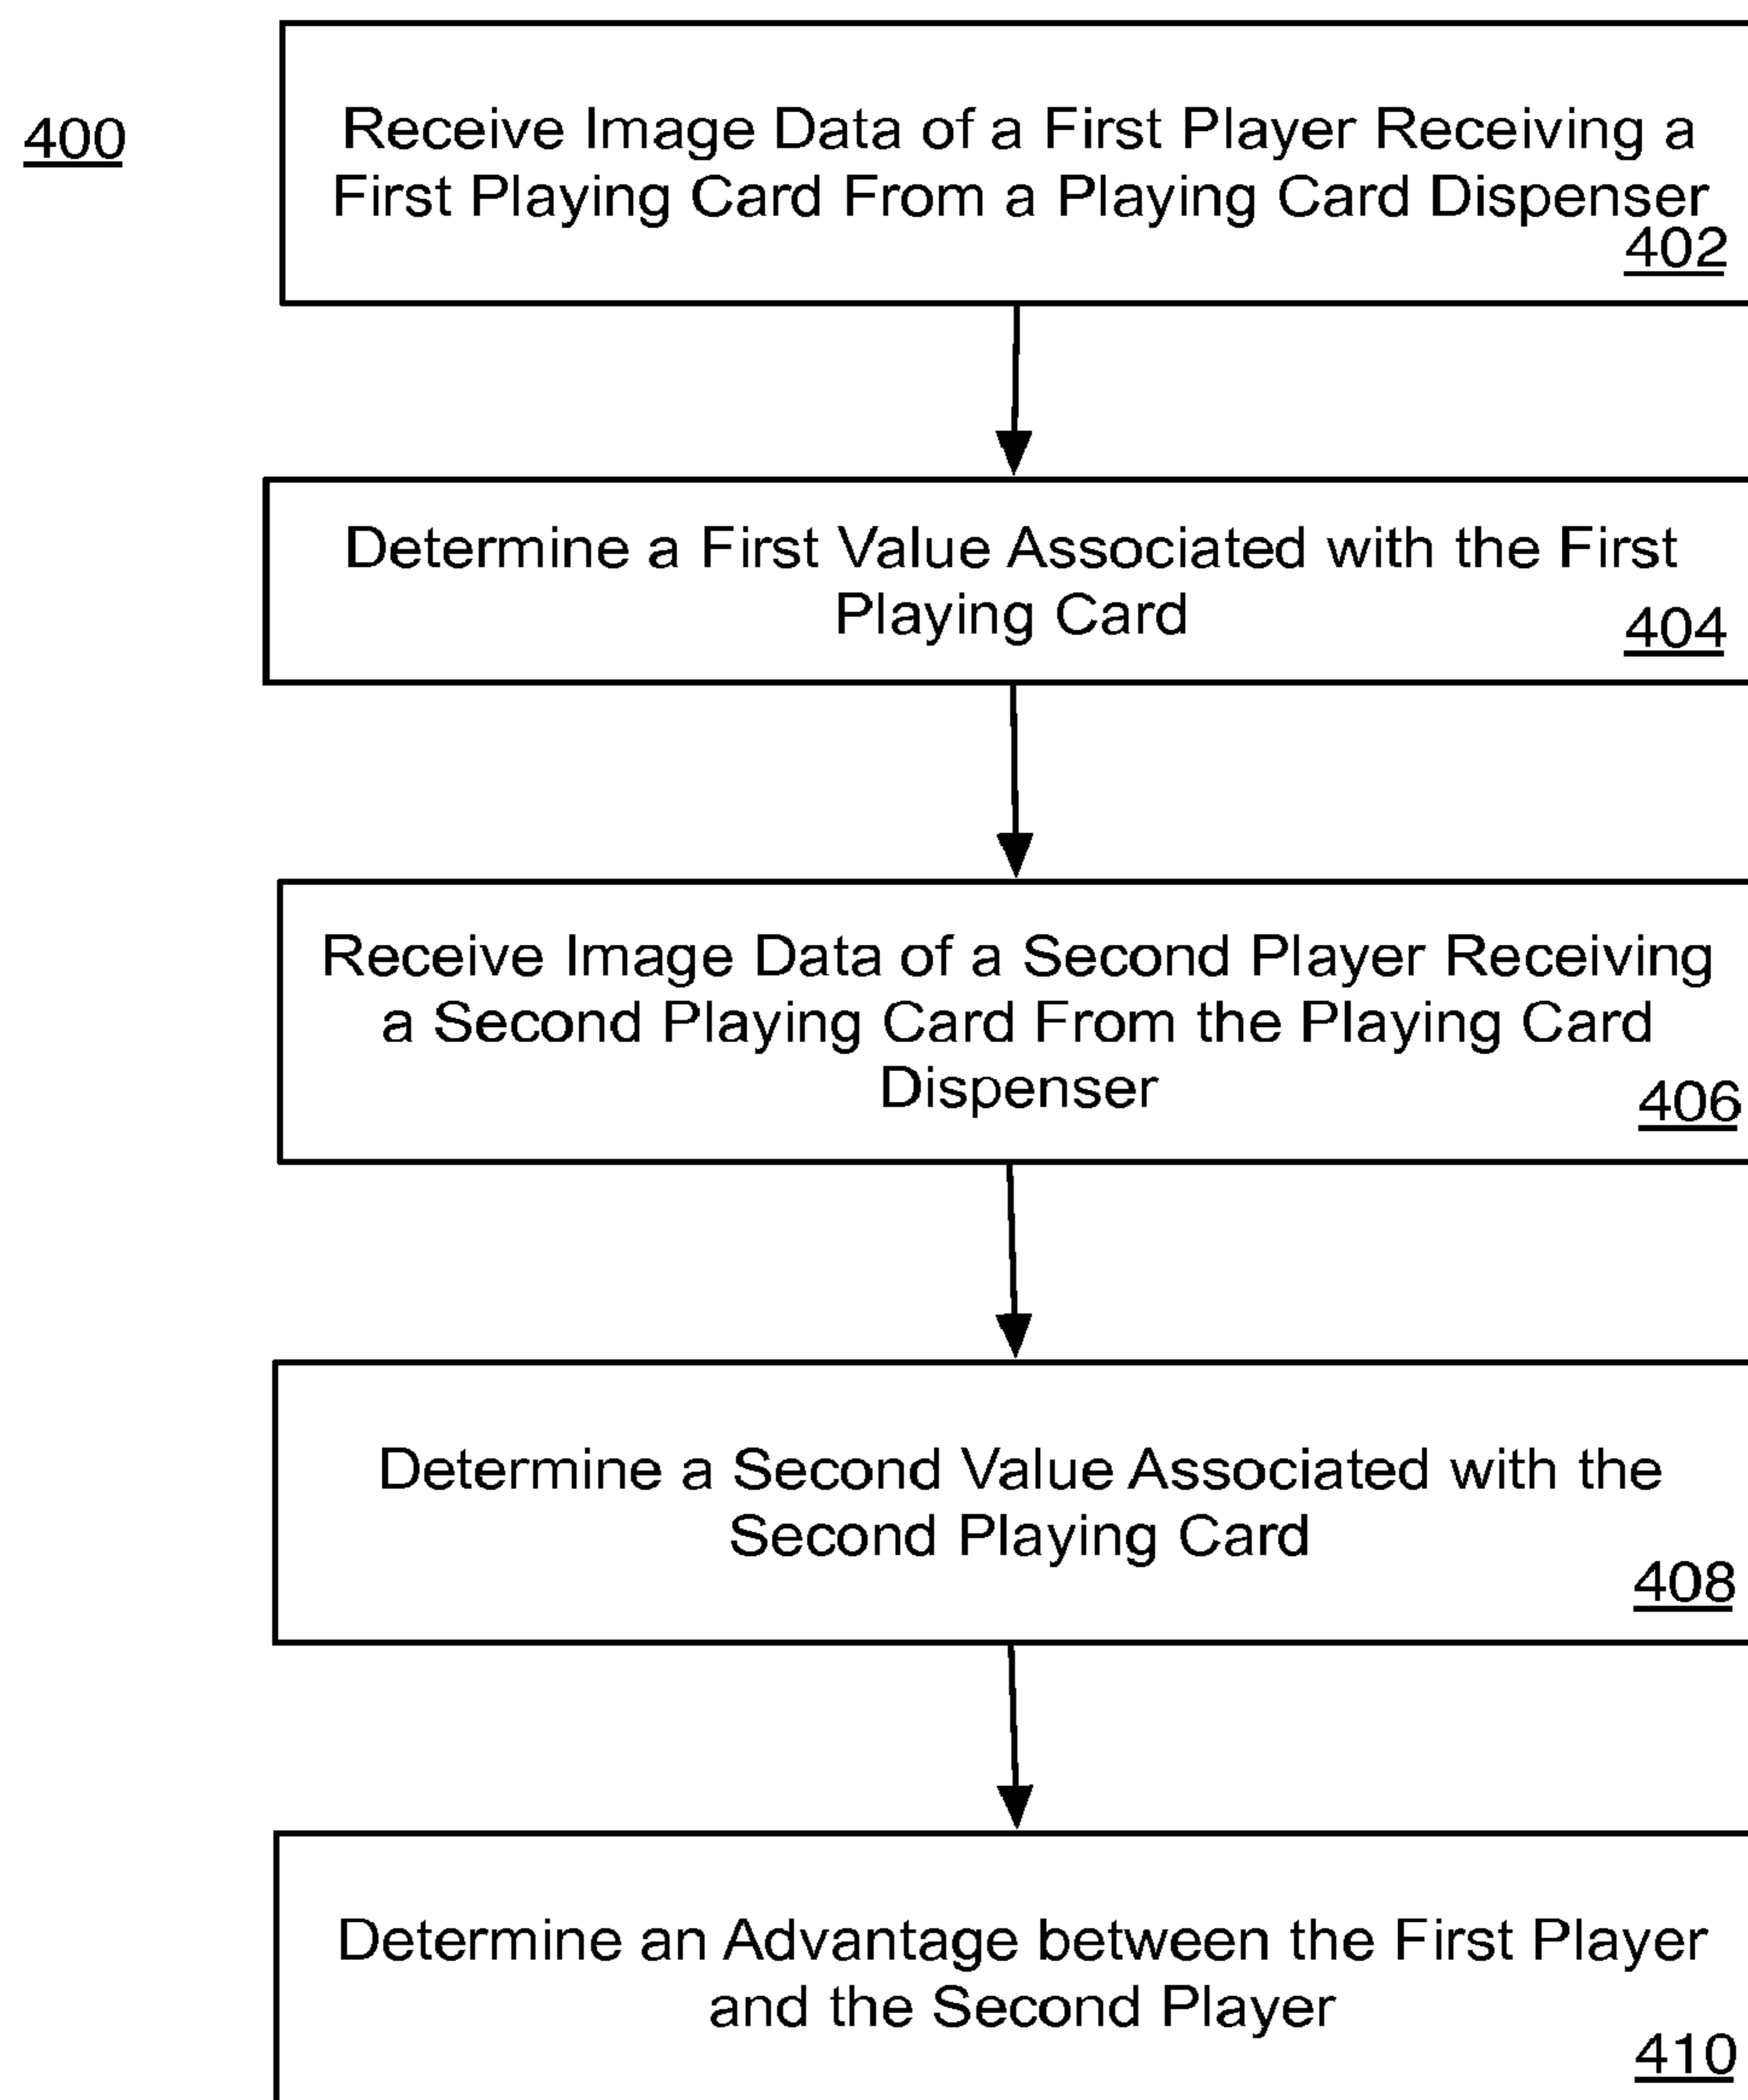 400
Receive Image Data of a First Player Receiving a
First Playing Card From a Playing Card Dispenser
402
Determine a First Value Associated with the First
Playing Card
404
Receive Image Data of a Second Player Receiving
a Second Playing Card From the Playing Card
Dispenser
406
Determine a Second Value Associated with the
Second Playing Card
408
Determine an Advantage between the First Player
and the Second Player
410